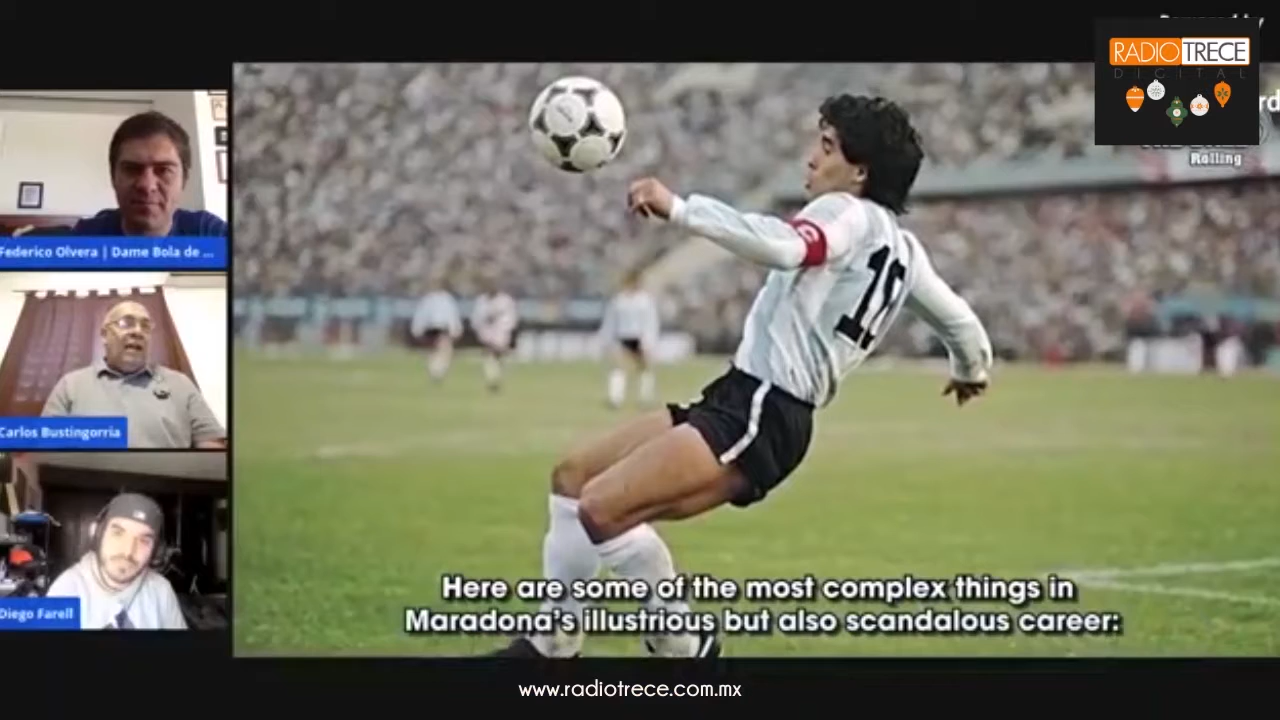 RADIO TRECE
DIGITAL
Rolling
Federico Olvera | Dame Bola de ...
Carlos Bustingorria
Diego Farell
10
Here are some of the most complex things in
Maradona's illustrious but also scandalous career:
www.radiotrece.com.mx